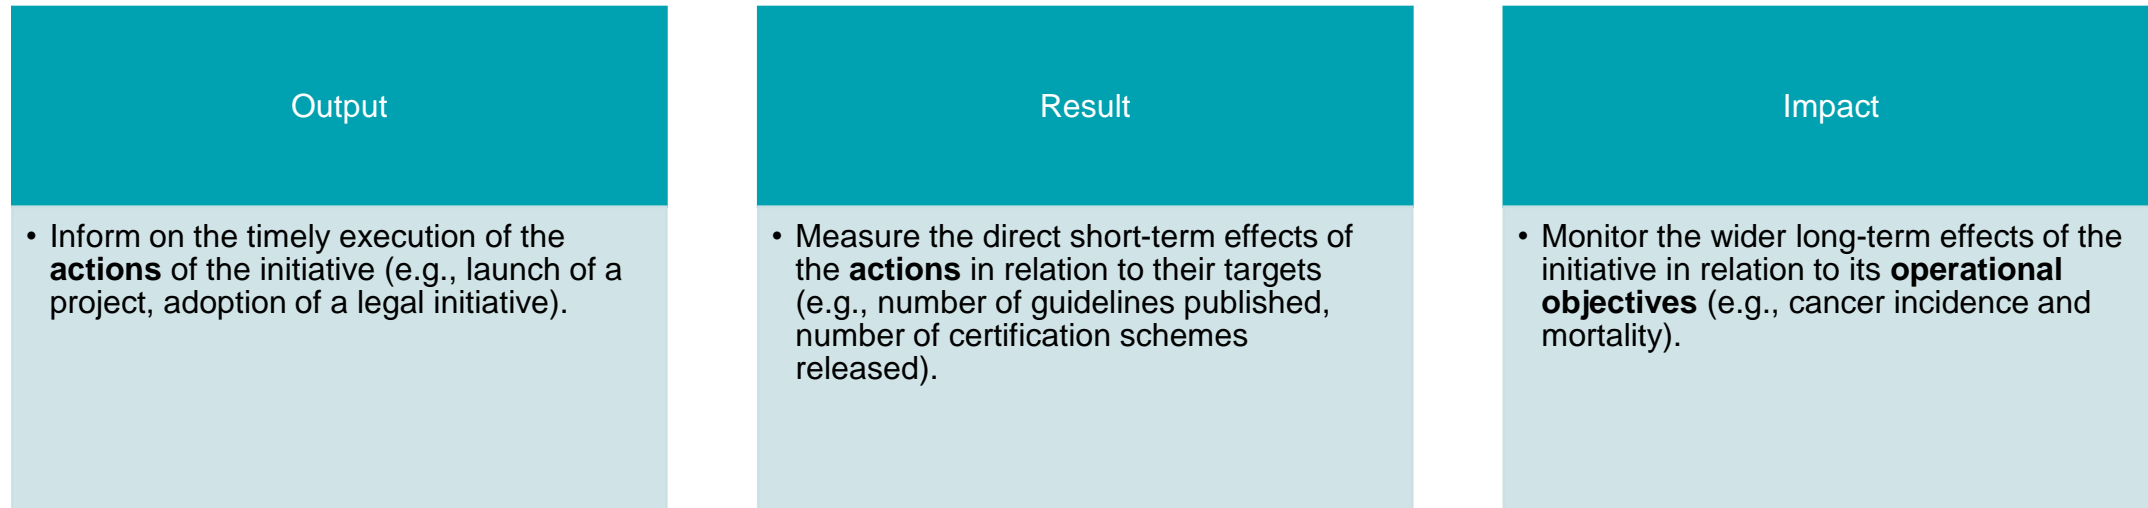 Output
• Inform on the timely execution of the
actions of the initiative (e.g., launch of a
project, adoption of a legal initiative).
Result
• Measure the direct short-term effects of
the actions in relation to their targets
(e.g., number of guidelines published,
number of certification schemes
released).
Impact
• Monitor the wider long-term effects of the
initiative in relation to its operational
objectives (e.g., cancer incidence and
mortality).